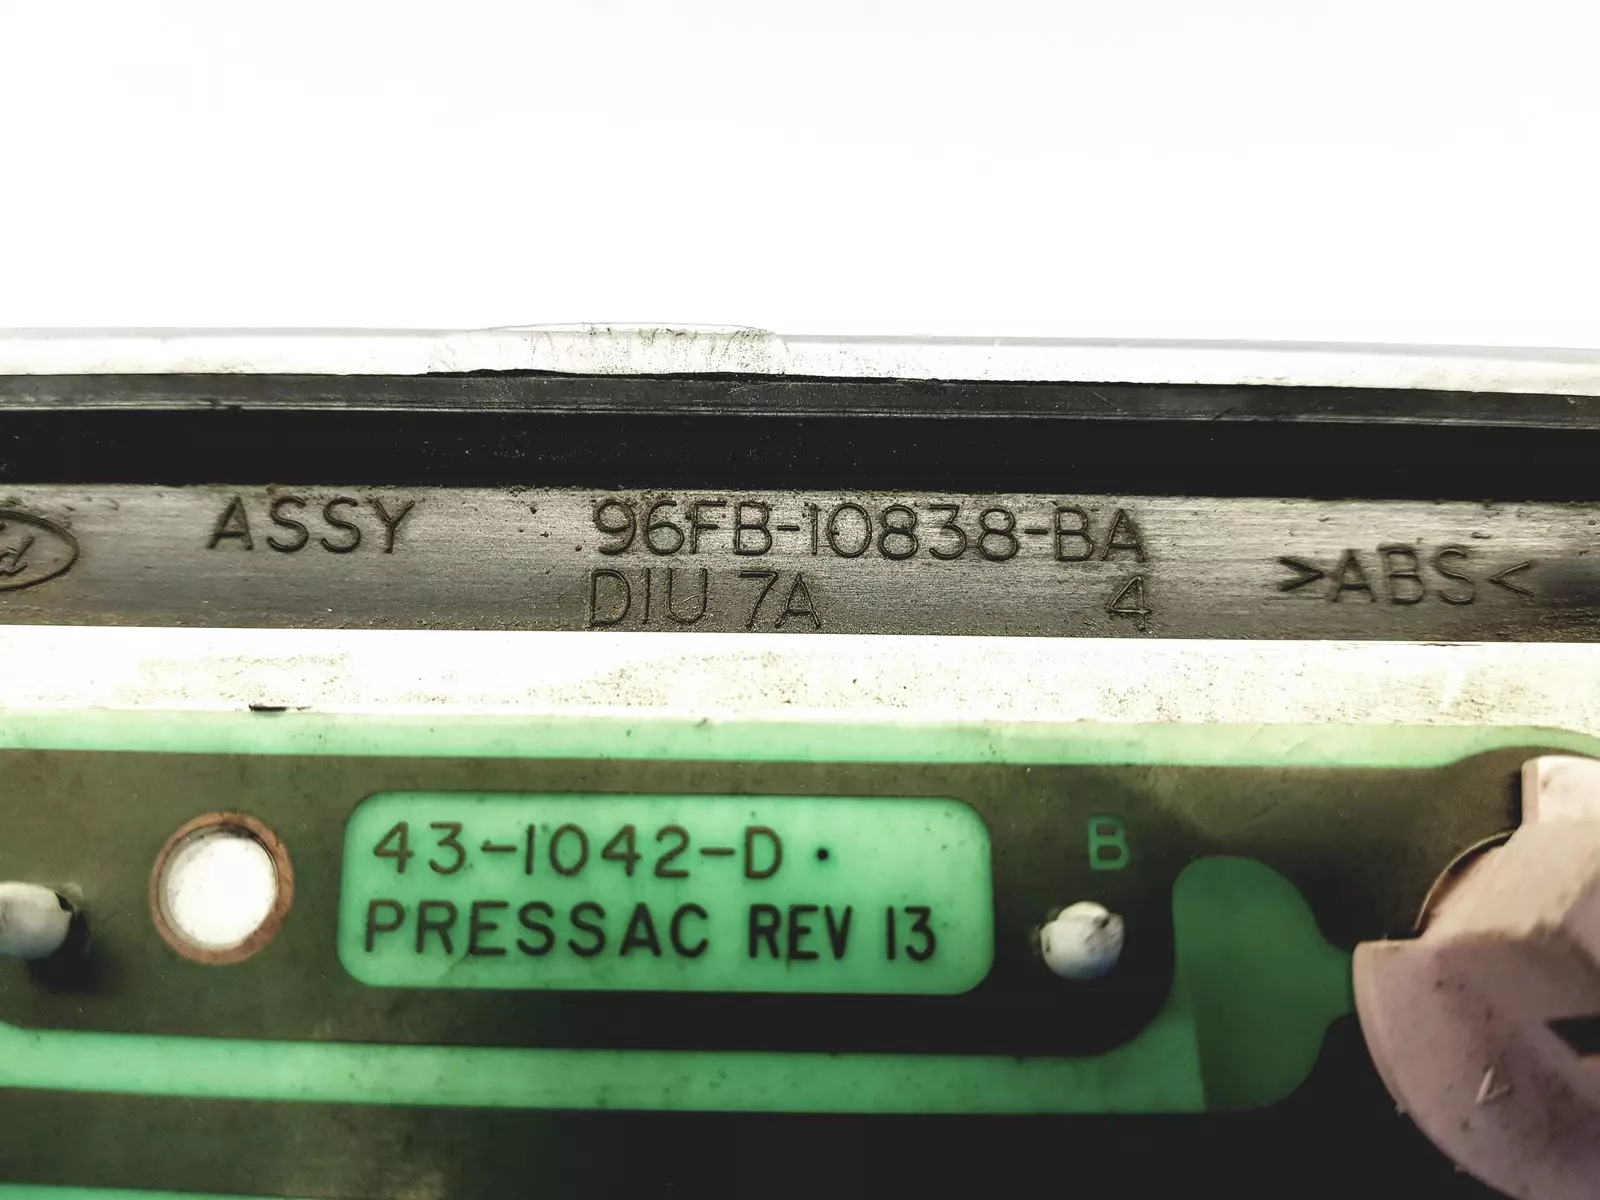 ASSY 96FB-10838-BA
DIU 7A 4
>ABS<
43-1042-D
PRESSAC REV 13
B